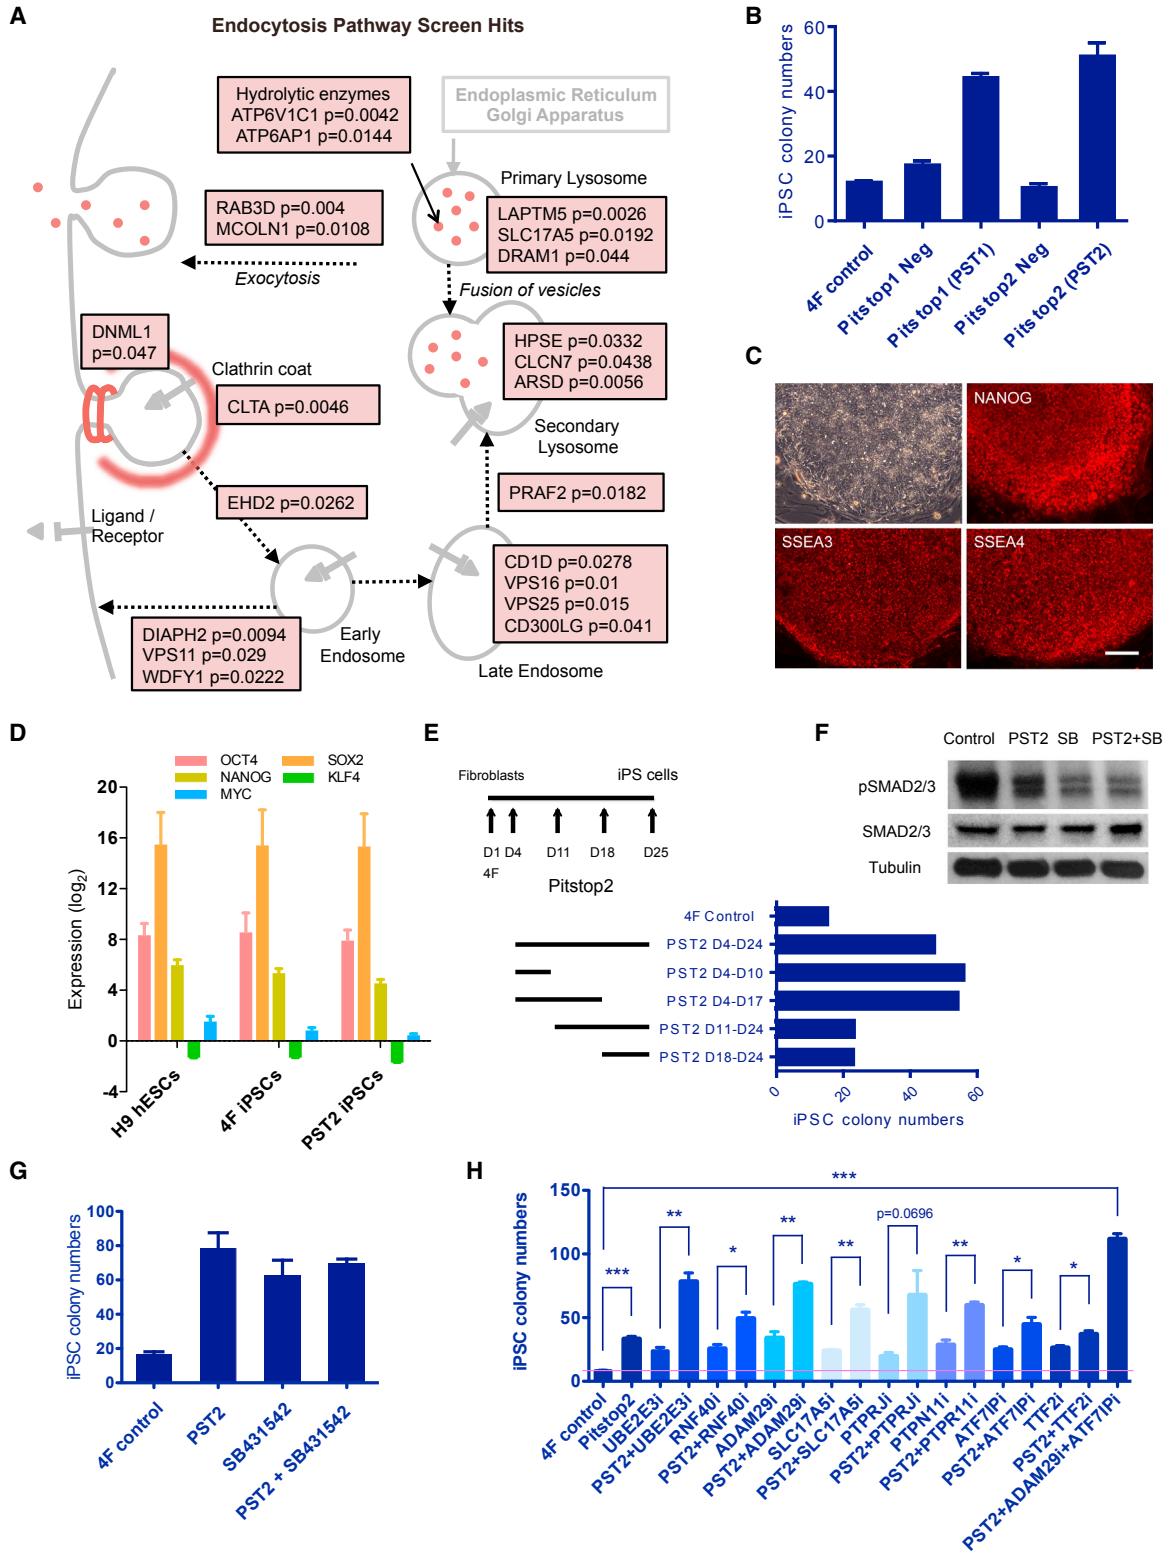 A
Endocytosis Pathway Screen Hits
Hydrolytic enzymes
ATP6V1C1 p=0.0042
ATP6AP1 p=0.0144
Endoplasmic Reticulum
Golgi Apparatus
Primary Lysosome
RAB3D p=0.004
MCOLN1 p=0.0108
LAPTM5 p=0.0026
SLC17A5 p=0.0192
DRAM1 p=0.044
Exocytosis
Fusion of vesicles
DNML1
p=0.047
HPSE p=0.0332
CLCN7 p=0.0438
ARSD p=0.0056
Clathrin coat
CLTA p=0.0046
Secondary
Lysosome
EHD2 p=0.0262
PRAF2 p=0.0182
Ligand /
Receptor
CD1D p=0.0278
VPS16 p=0.01
VPS25 p=0.015
CD300LG p=0.041
DIAPH2 p=0.0094
VPS11 p=0.029
WDFY1 p=0.0222
Early
Endosome
Late Endosome
B
iPSC colony numbers
60
40
20
0
4F control
Pitstop1 Neg
Pitstop1 (PST1)
Pitstop2 Neg
Pitstop2 (PST2)
C
NANOG
SSEA3
SSEA4
D
OCT4
SOX2
NANOG
KLF4
MYC
Expression (log2)
20
16
12
8
4
0
-4
H9 hESCs
4F iPSCs
PST2 iPSCs
E
Fibroblasts
iPS cells
D1 D4 D11 D18 D25
4F
Pitstop2
4F Control
PST2 D4-D24
PST2 D4-D10
PST2 D4-D17
PST2 D11-D24
PST2 D18-D24
0 20 40 60
iPSC colony numbers
F
Control PST2 SB PST2+SB
pSMAD2/3
SMAD2/3
Tubulin
G
iPSC colony numbers
100
80
60
40
20
0
4F control
PST2
SB431542
PST2 + SB431542
H
iPSC colony numbers
150
100
50
0
***
***
**
*
**
**
p=0.0696
**
*
*
4F control
Pitstop2
UBE2E3i
PST2+UBE2E3i
RNF40i
PST2+RNF40i
ADAM29i
PST2+ADAM29i
SLC17A5i
PST2+SLC17A5i
PTPRJi
PST2+PTPRJi
PTPN11i
PST2+PTPR11i
ATF7IPi
PST2+ATF7IPi
TTF2i
PST2+TTF2i
PST2+ADAM29i+ATF7IPi